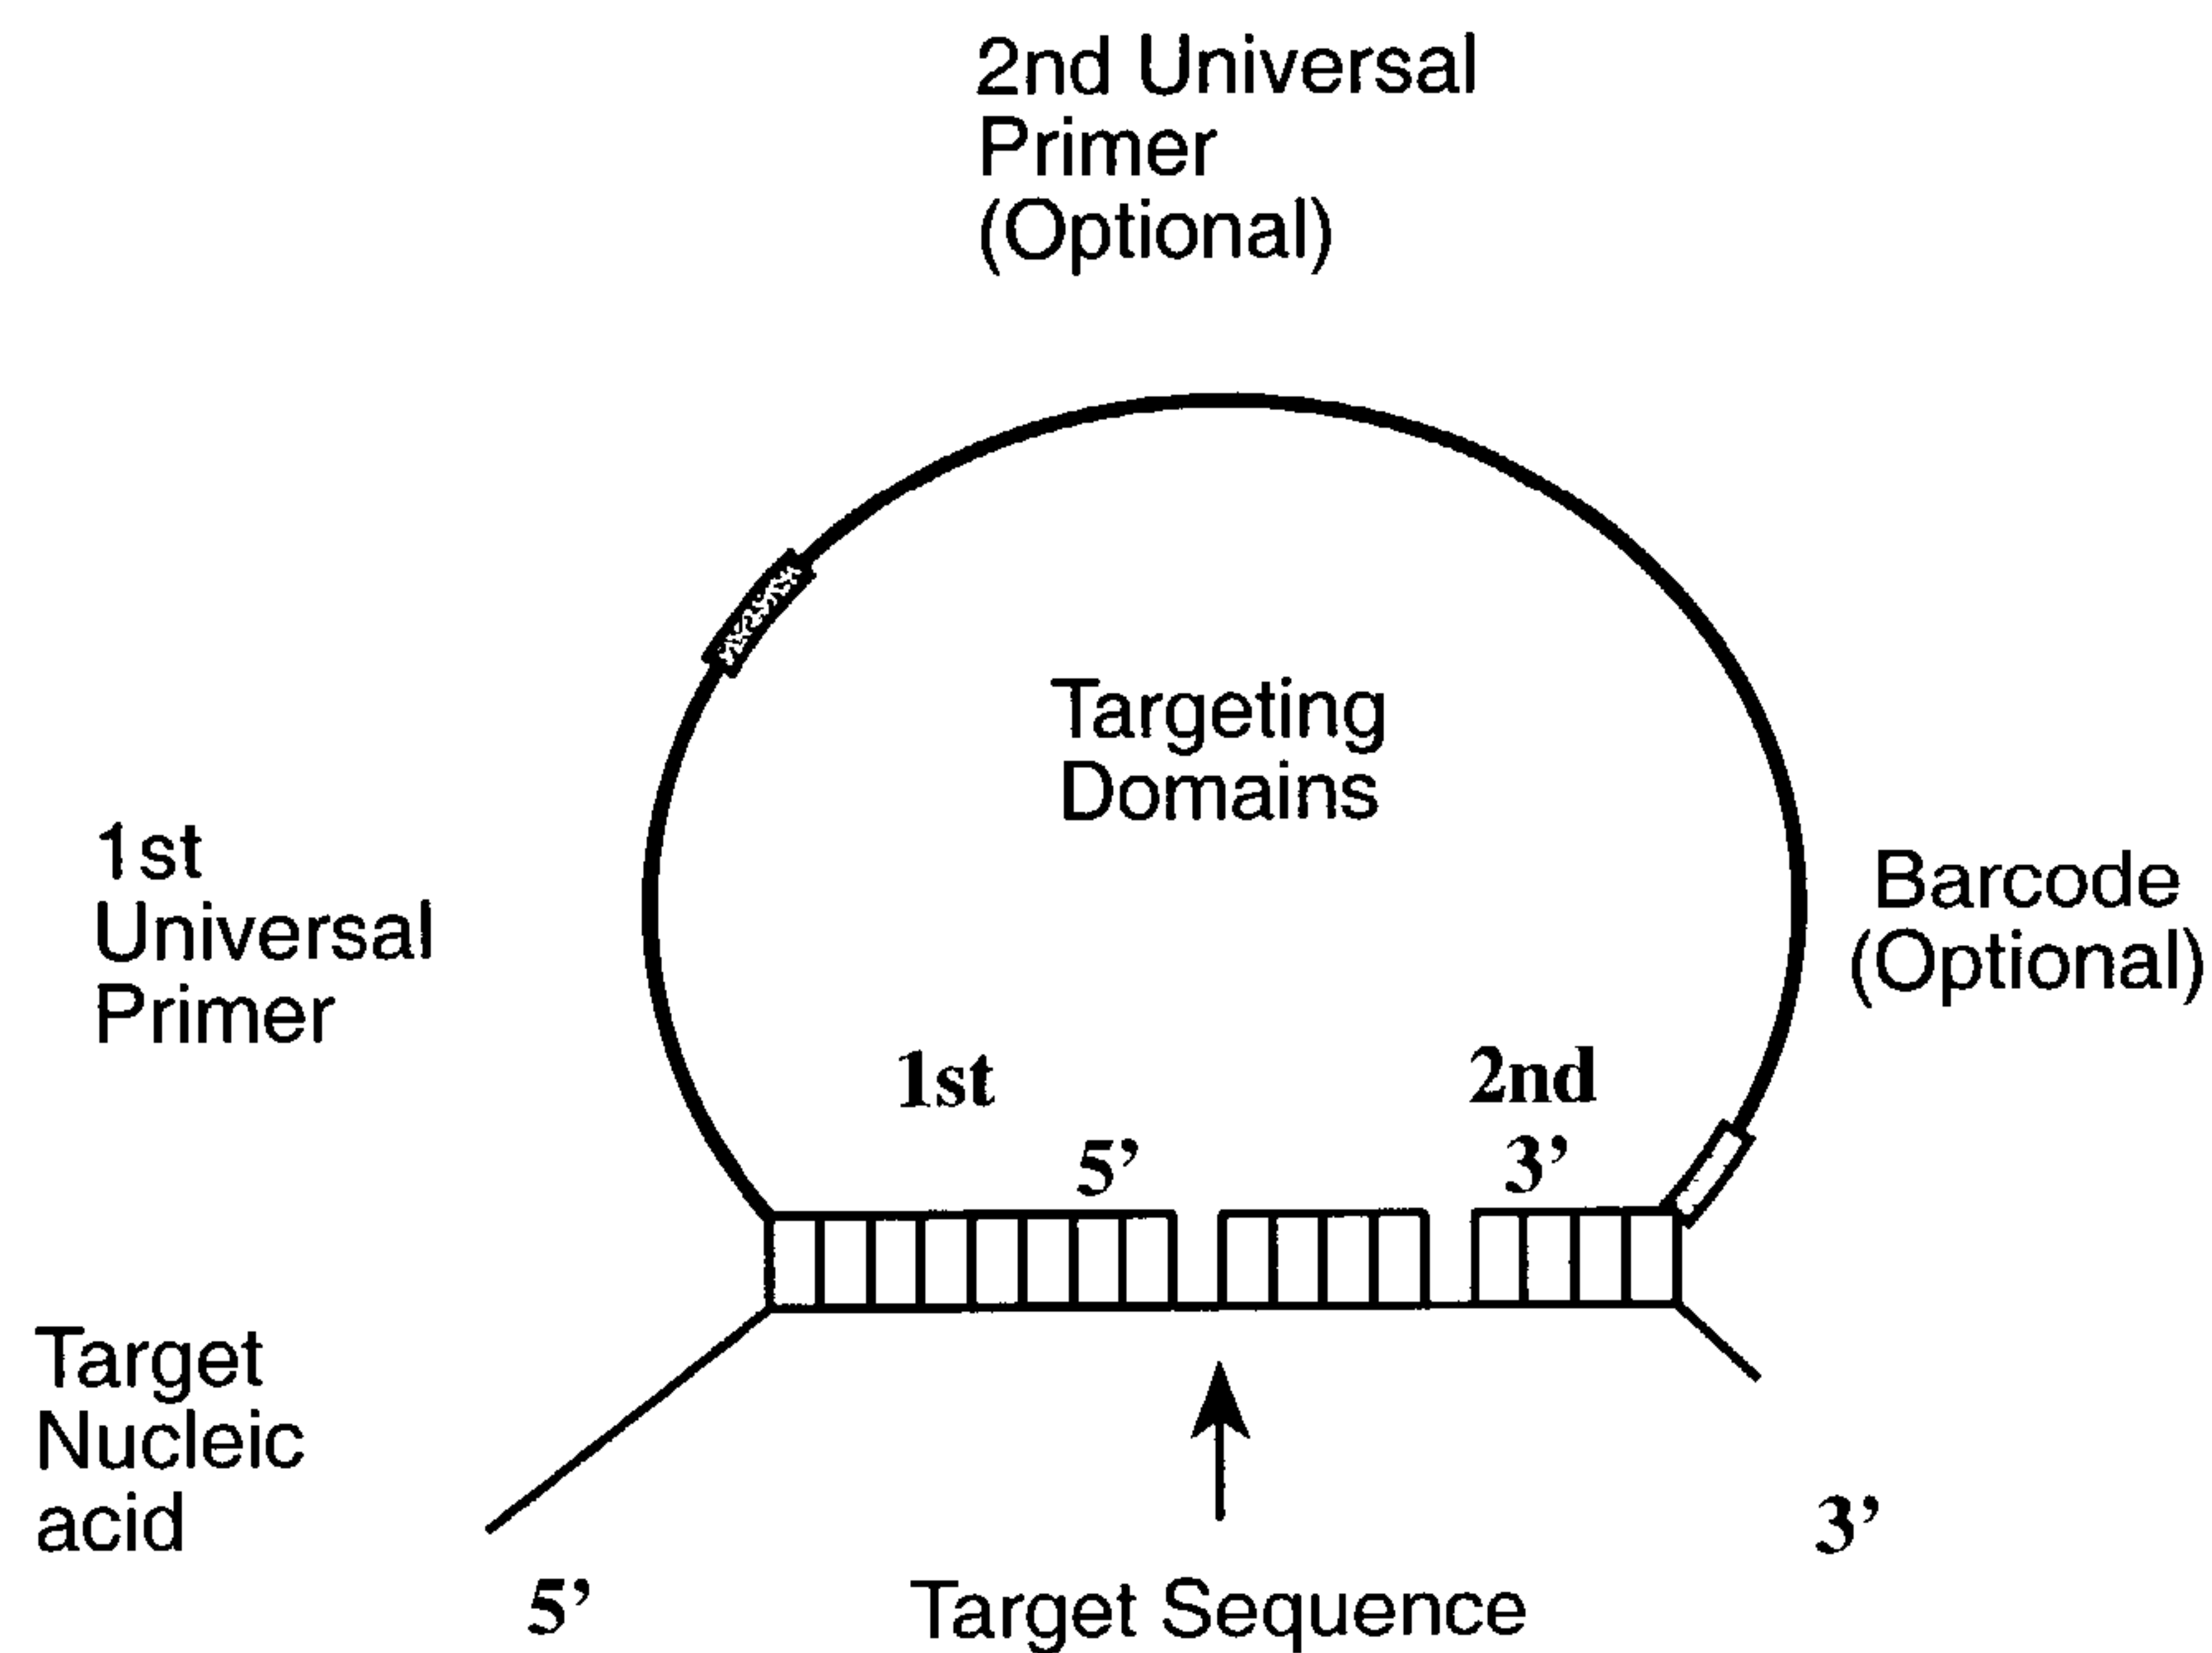 2nd Universal
Primer
(Optional)
Targeting
Domains
1st
Universal
Primer
Barcode
(Optional)
1st
2nd
5’
3’
Target
Nucleic
acid
5’
3’
Target Sequence